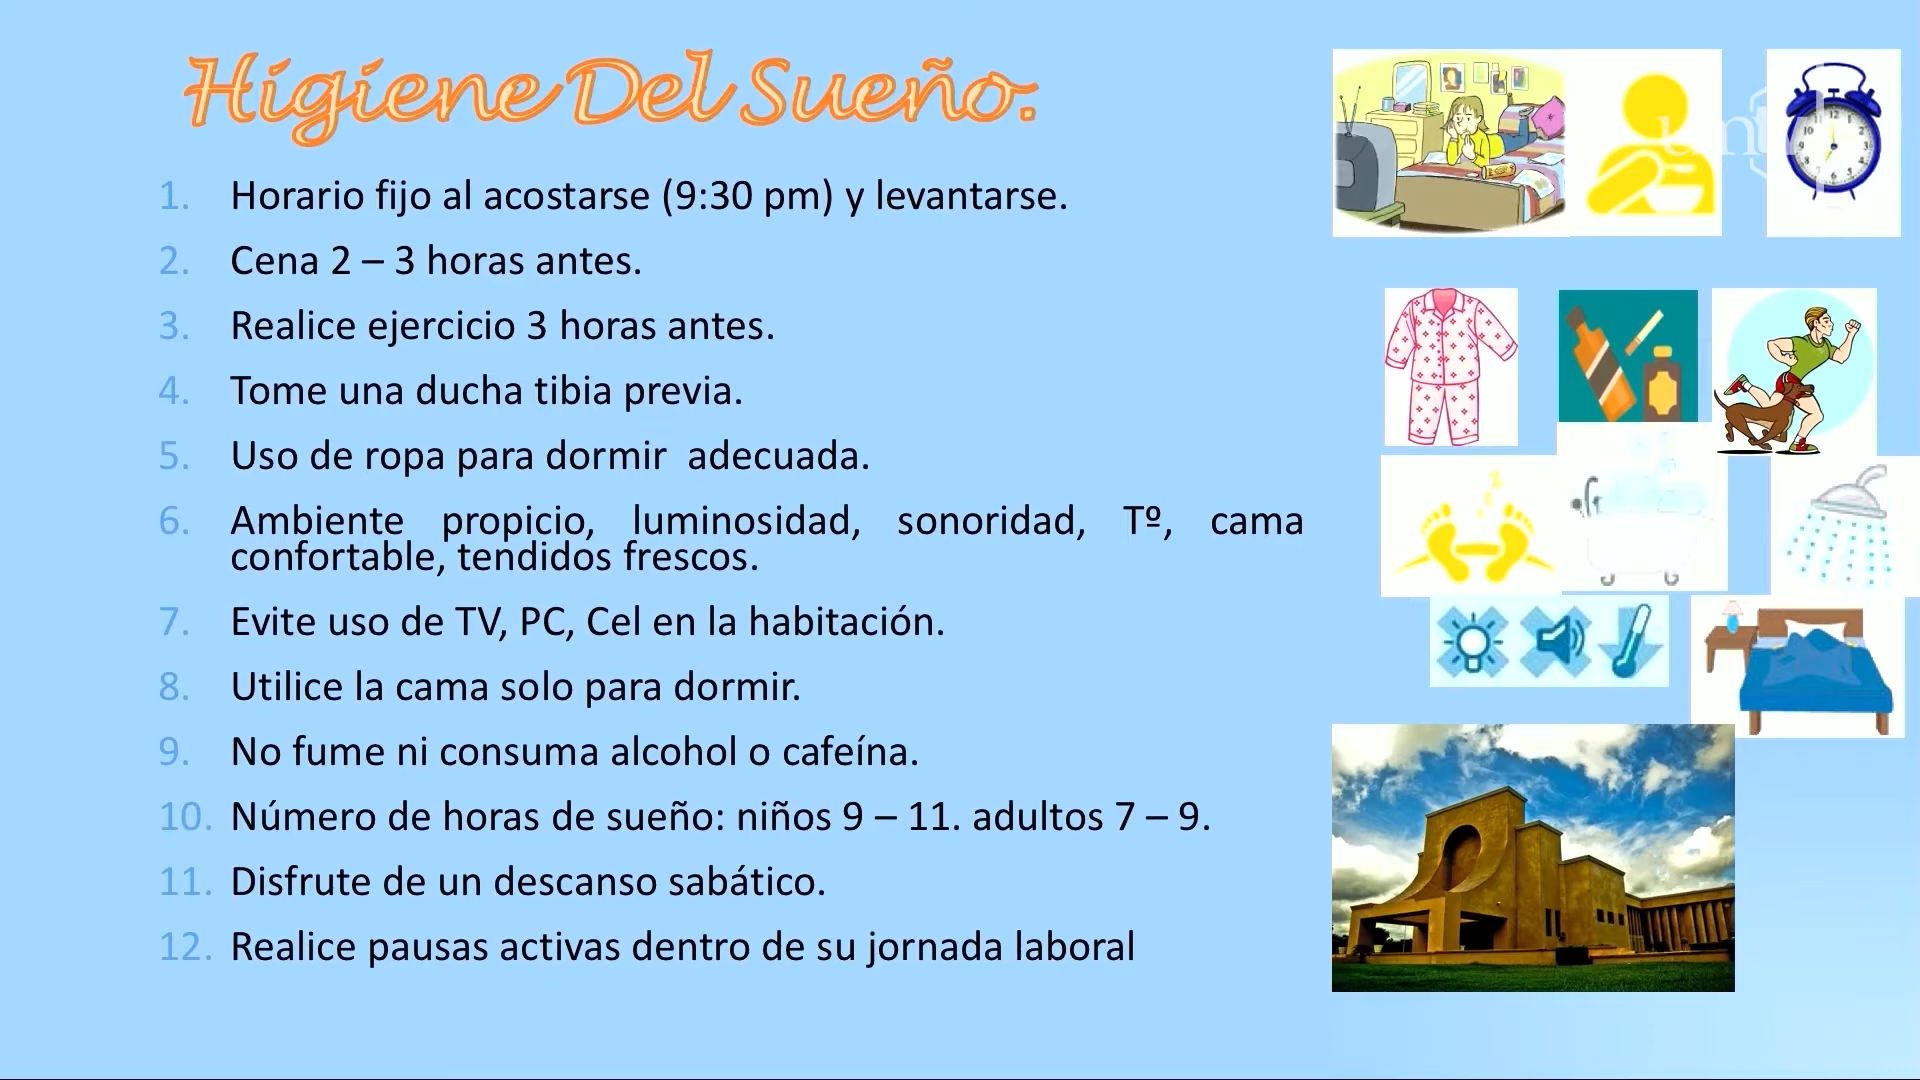 Higiene Del Sueño.
1. Horario fijo al acostarse (9:30 pm) y levantarse.
2. Cena 2 – 3 horas antes.
3. Realice ejercicio 3 horas antes.
4. Tome una ducha tibia previa.
5. Uso de ropa para dormir adecuada.
6. Ambiente propicio, luminosidad, sonoridad, Tº, cama
confortable, tendidos frescos.
7. Evite uso de TV, PC, Cel en la habitación.
8. Utilice la cama solo para dormir.
9. No fume ni consuma alcohol o cafeína.
10. Número de horas de sueño: niños 9 – 11. adultos 7 – 9.
11. Disfrute de un descanso sabático.
12. Realice pausas activas dentro de su jornada laboral